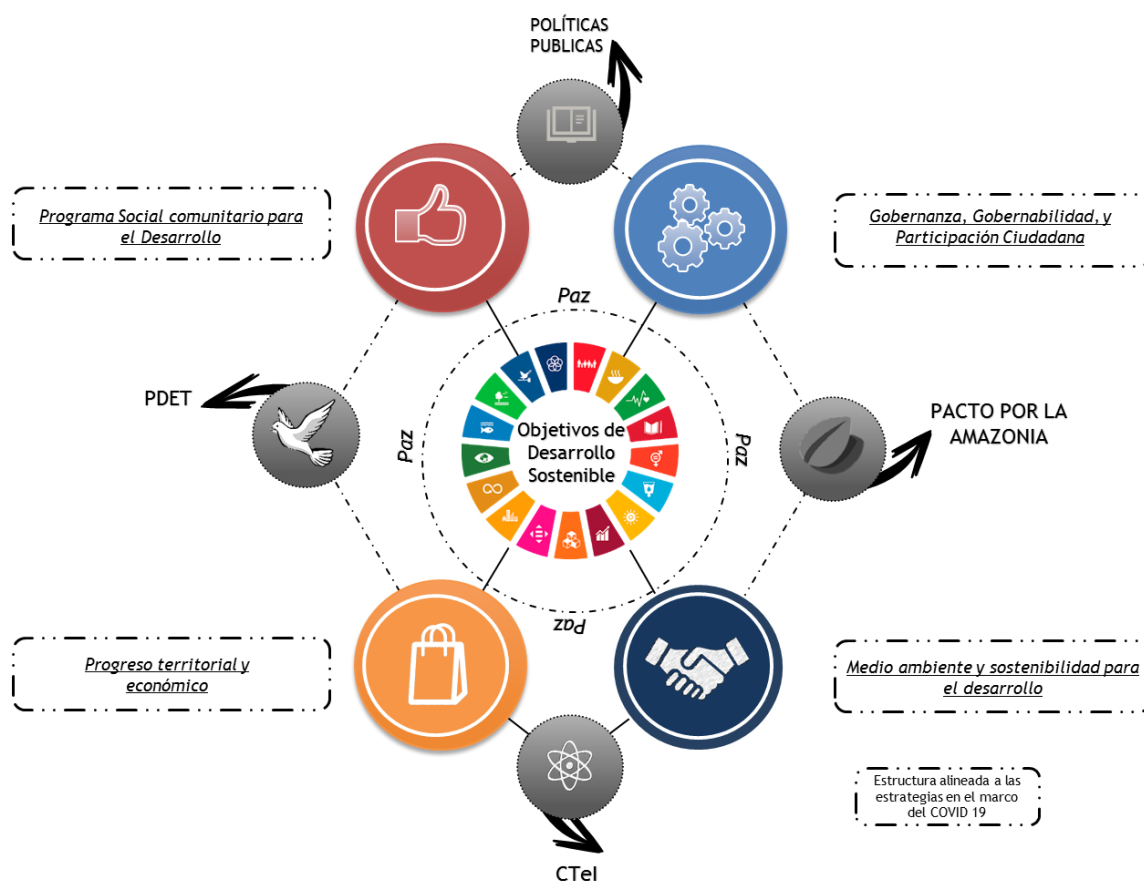 POLÍTICAS
PUBLICAS
Programa Social comunitario para
el Desarrollo
Gobernanza, Gobernabilidad, y
Participación Ciudadana
Paz
PDET
Paz
Objetivos de
Desarrollo
Sostenible
Paz
PACTO POR LA
AMAZONIA
Paz
Progreso territorial y
económico
Medio ambiente y sostenibilidad para
el desarrollo
Estructura alineada a las
estrategias en el marco
del COVID 19
CTeI